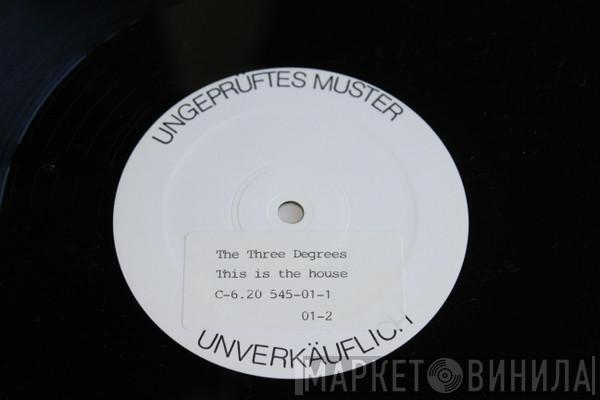 UNGEPRÜFTES MUSTER
The Three Degrees
This is the house
C-6.20 545-01-1
01-2
UNVERKÄUFLICH
МАРКЕТ ВИНИЛА